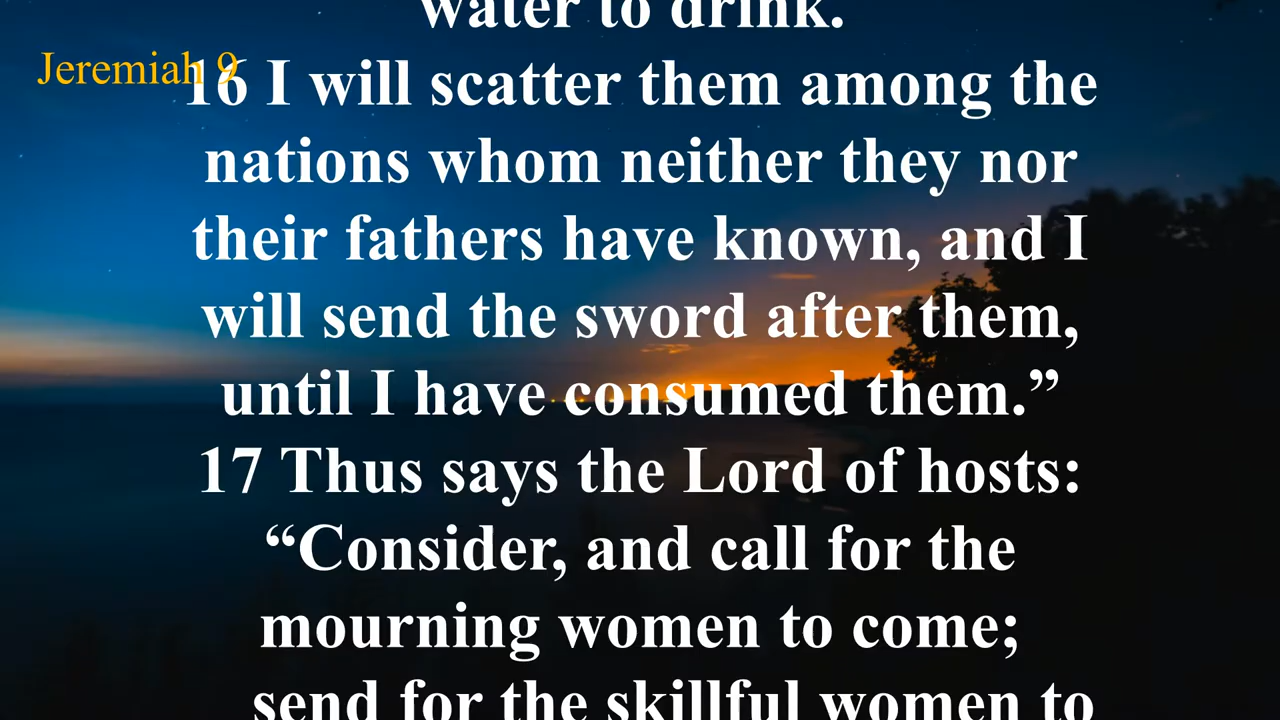 water to drink.
Jeremiah 9
16 I will scatter them among the
nations whom neither they nor
their fathers have known, and I
will send the sword after them,
until I have consumed them.”
17 Thus says the Lord of hosts:
“Consider, and call for the
mourning women to come;
send for the skillful women to